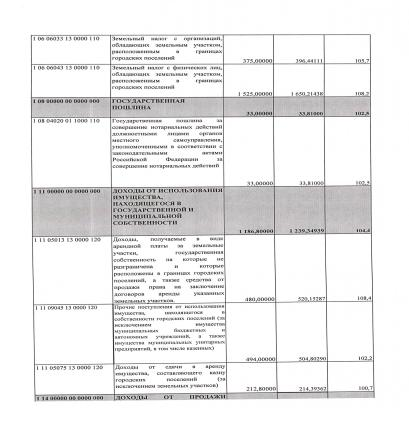 1 06 06033 13 0000 110 Земельный налог с организаций,
обладающих земельным участком,
расположенным в границах
городских поселений 375,00000 396,44111 105,7
1 06 06043 13 0000 110 Земельный налог с физических лиц,
обладающих земельным участком,
расположенным в границах
городских поселений 1 525,00000 1 650,21438 108,2
1 08 00000 00 0000 000 ГОСУДАРСТВЕННАЯ
ПОШЛИНА 33,00000 33,81000 102,5
1 08 04020 01 1000 110 Государственная пошлина за
совершение нотариальных действий
должностными лицами органов
местного самоуправления,
уполномоченными в соответствии с
законодательными актами
Российской Федерации за
совершение нотариальных действий
33,00000 33,81000 102,5
1 11 00000 00 0000 000 ДОХОДЫ ОТ ИСПОЛЬЗОВАНИЯ
ИМУЩЕСТВА,
НАХОДЯЩЕГОСЯ В
ГОСУДАРСТВЕННОЙ И
МУНИЦИПАЛЬНОЙ
СОБСТВЕННОСТИ 1 186,80000 1 239,34939 104,4
1 11 05013 13 0000 120 Доходы, получаемые в виде
арендной платы за земельные
участки, государственная
собственность на которые не
разграничена и которые
расположены в границах городских
поселений, а также средства от
продажи права на заключение
договоров аренды указанных
земельных участков. 480,00000 520,15287 108,4
1 11 09045 13 0000 120 Прочие поступления от использования
имущества, находящегося в
собственности городских поселений (за
исключением имущества
муниципальных бюджетных и
автономных учреждений, а также
имущества муниципальных унитарных
предприятий, в том числе казенных)
494,00000 504,80290 102,2
1 11 05075 13 0000 120 Доходы от сдачи в аренду
имущества, составляющего казну
городских поселений (за
исключением земельных участков) 212,80000 214,39362 100,7
1 14 00000 00 0000 000 ДОХОДЫ ОТ ПРОДАЖИ